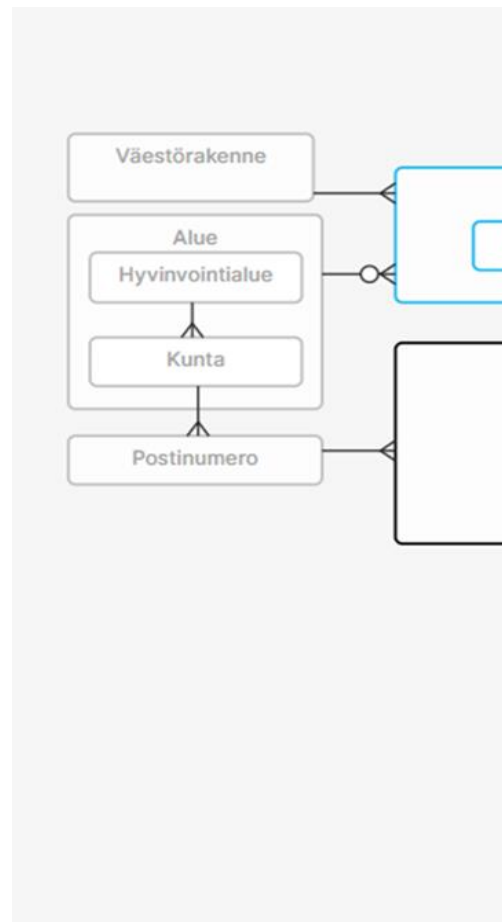 Väestörakenne
Alue
Hyvinvointialue
Kunta
Postinumero